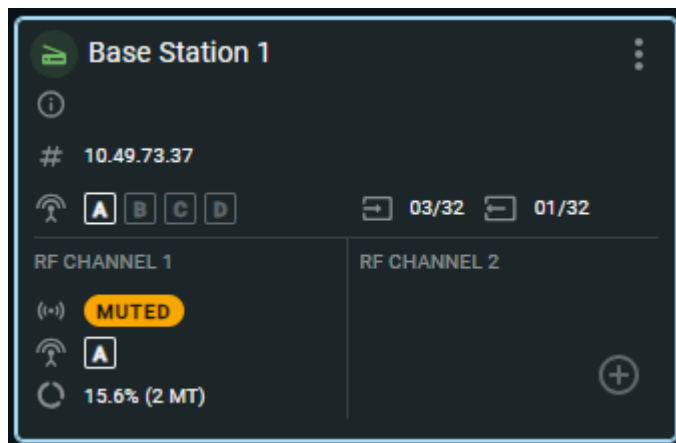 Base Station 1
# 10.49.73.37
A B C D 03/32 01/32
RF CHANNEL 1 RF CHANNEL 2
MUTED
A
15.6% (2 MT)